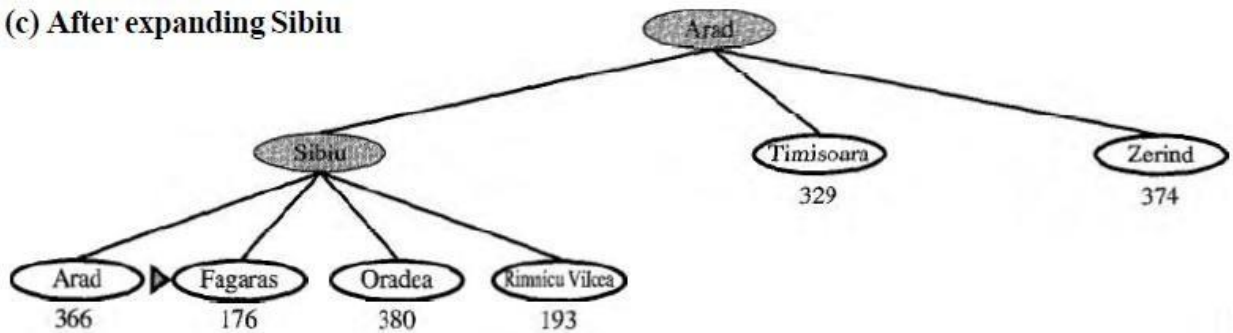 (c) After expanding Sibiu
Arad
Sibiu
Timisoara
Zerind
329
374
Arad
Fagaras
Oradea
Rimnicu Vilcea
366
176
380
193